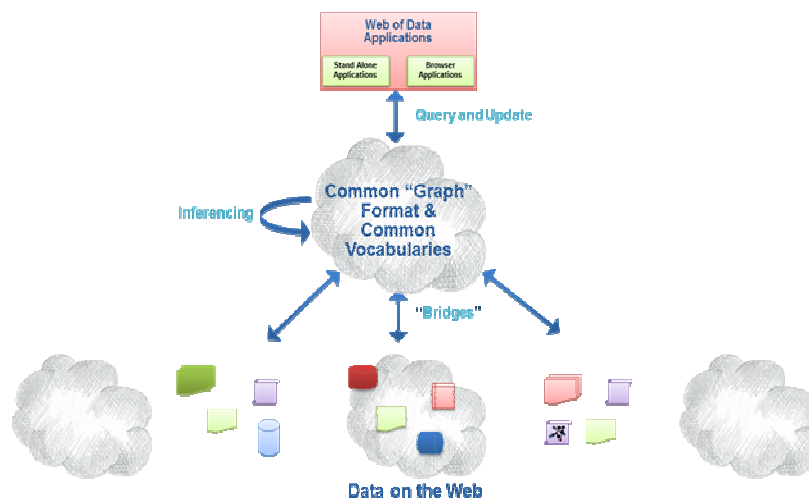 Web of Data
Applications
Stand Alone
Applications
Browser
Applications
Query and Update
Common “Graph”
Format &
Common
Vocabularies
Inferencing
“Bridges”
Data on the Web